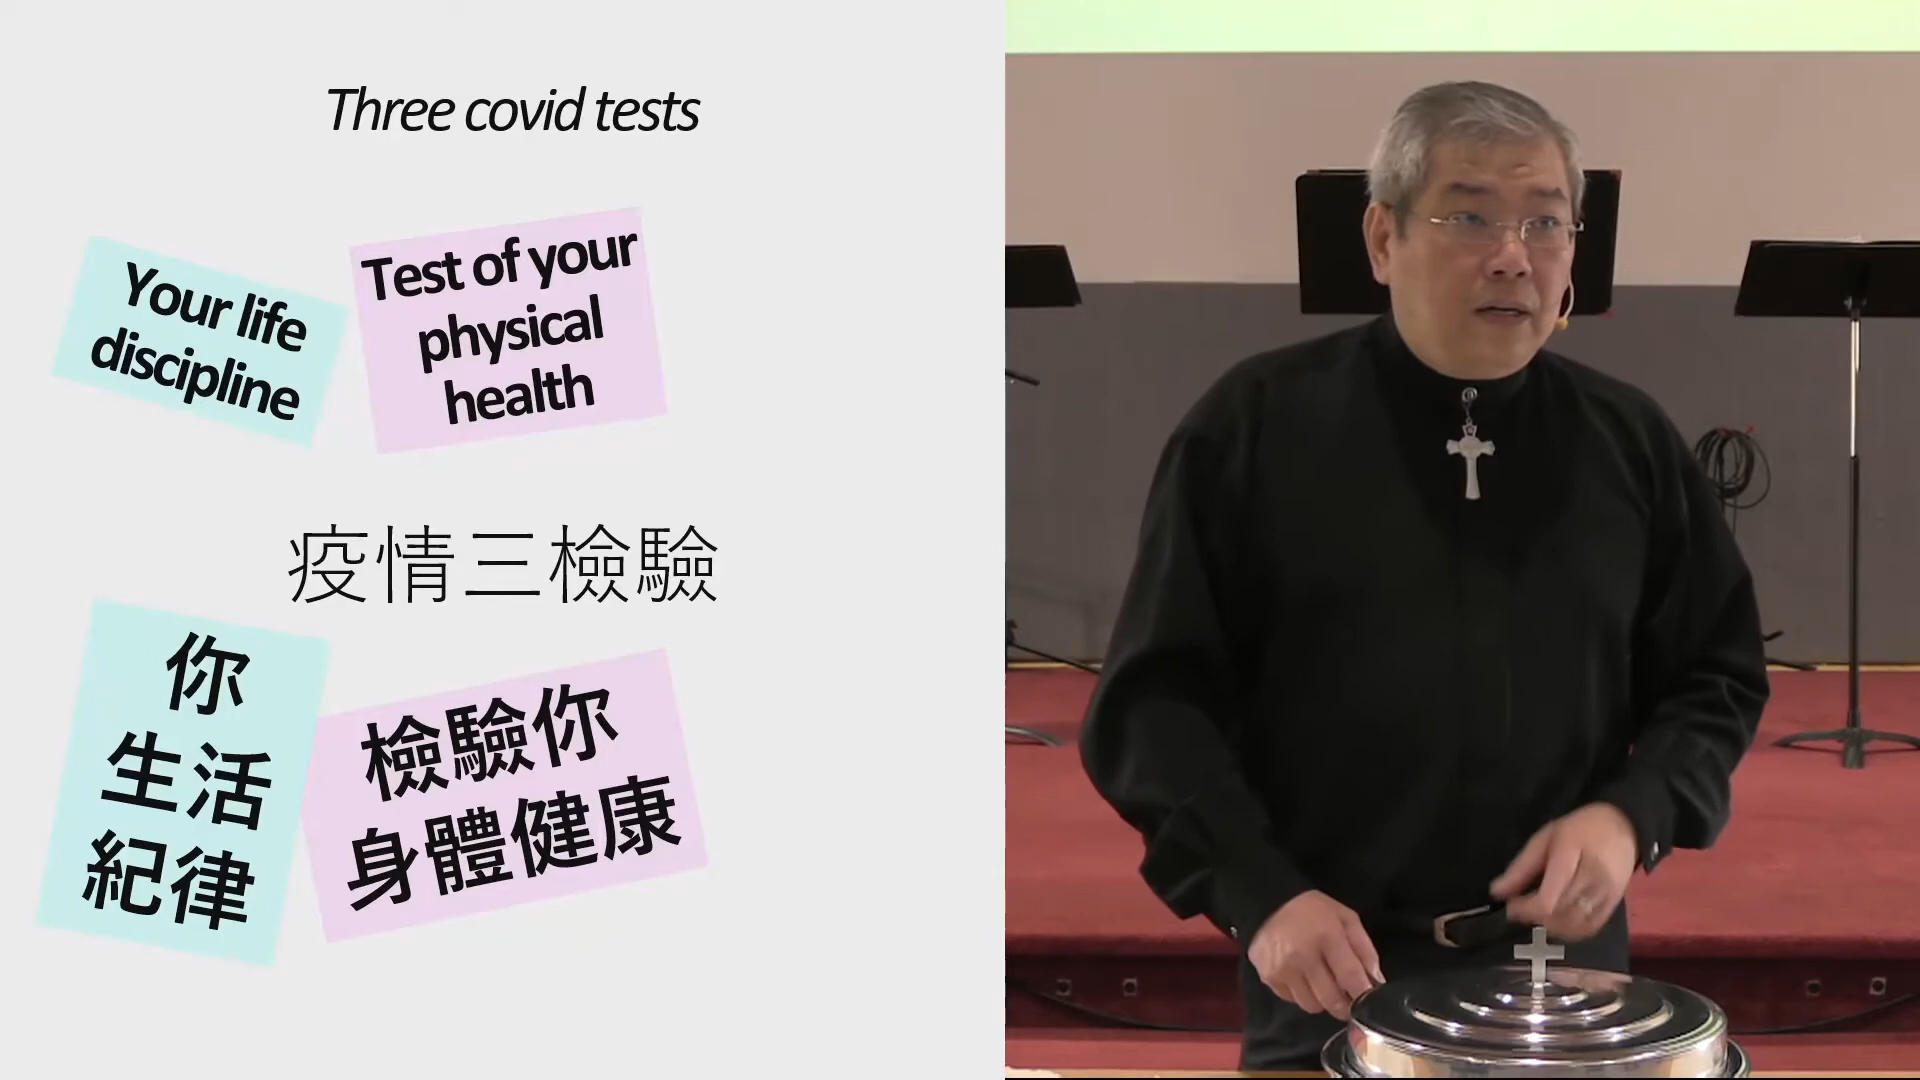 Three covid tests
Your life
discipline
Test of your
physical
health
疫情三檢驗
你
生活
紀律
檢驗你
身體健康